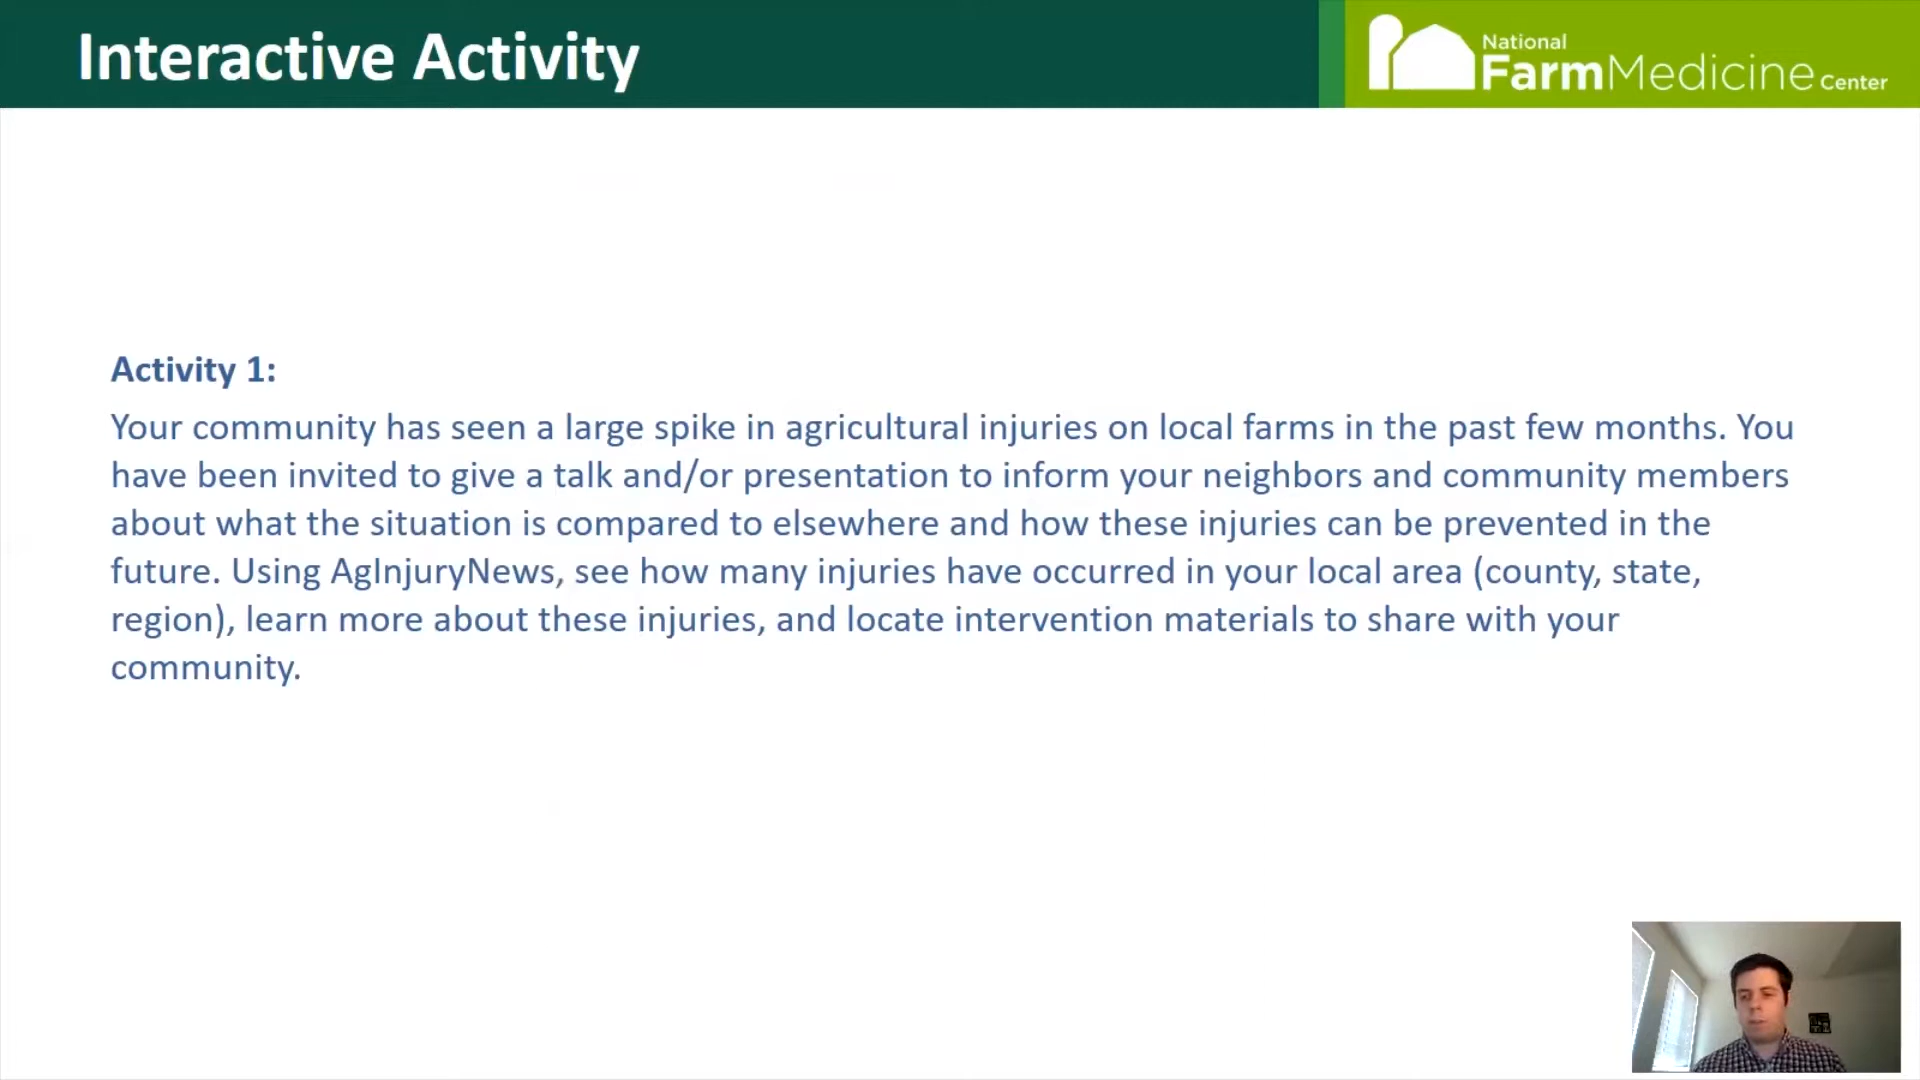 Interactive Activity
National
FarmMedicine Center
Activity 1:
Your community has seen a large spike in agricultural injuries on local farms in the past few months. You
have been invited to give a talk and/or presentation to inform your neighbors and community members
about what the situation is compared to elsewhere and how these injuries can be prevented in the
future. Using AgInjuryNews, see how many injuries have occurred in your local area (county, state,
region), learn more about these injuries, and locate intervention materials to share with your
community.